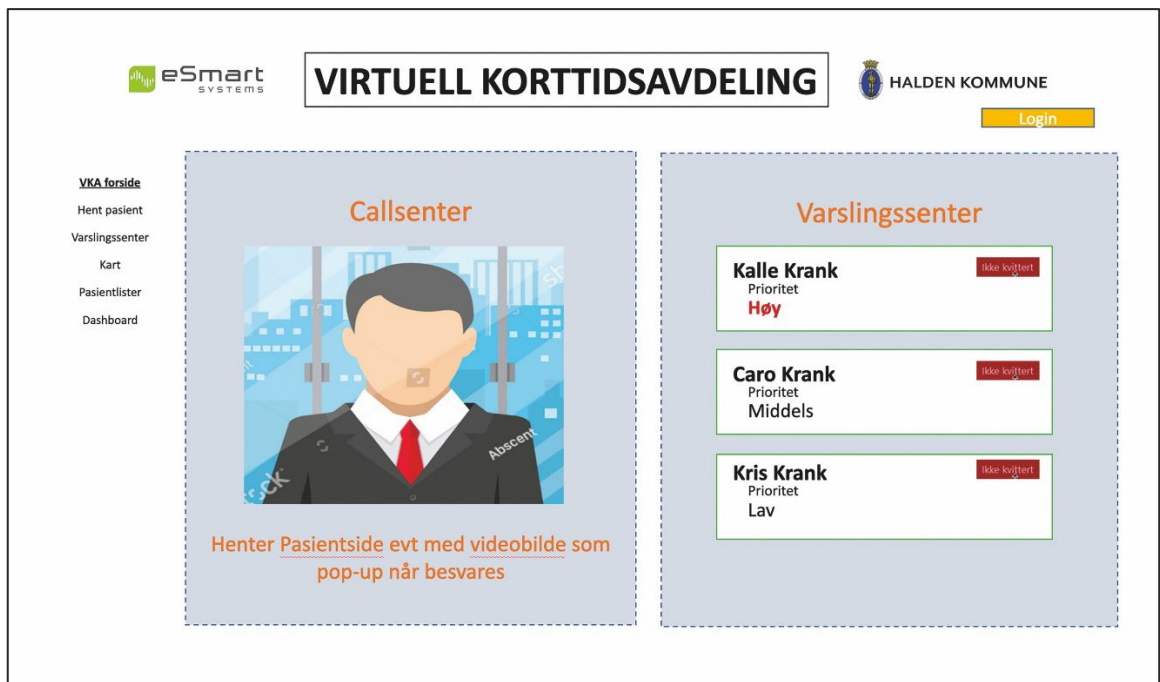 eSmart
SYSTEMS
VIRTUELL KORTTIDSAVDELING
HALDEN KOMMUNE
Login
VKA forside
Hent pasient
Varslingssenter
Kart
Pasientlister
Dashboard
Callsenter
Abscent
Henter Pasientside evt med videobilde som
pop-up når besvares
Varslingssenter
Kalle Krank
Ikke kvittert
Prioritet
Høy
Caro Krank
Ikke kvittert
Prioritet
Middels
Kris Krank
Ikke kvittert
Prioritet
Lav